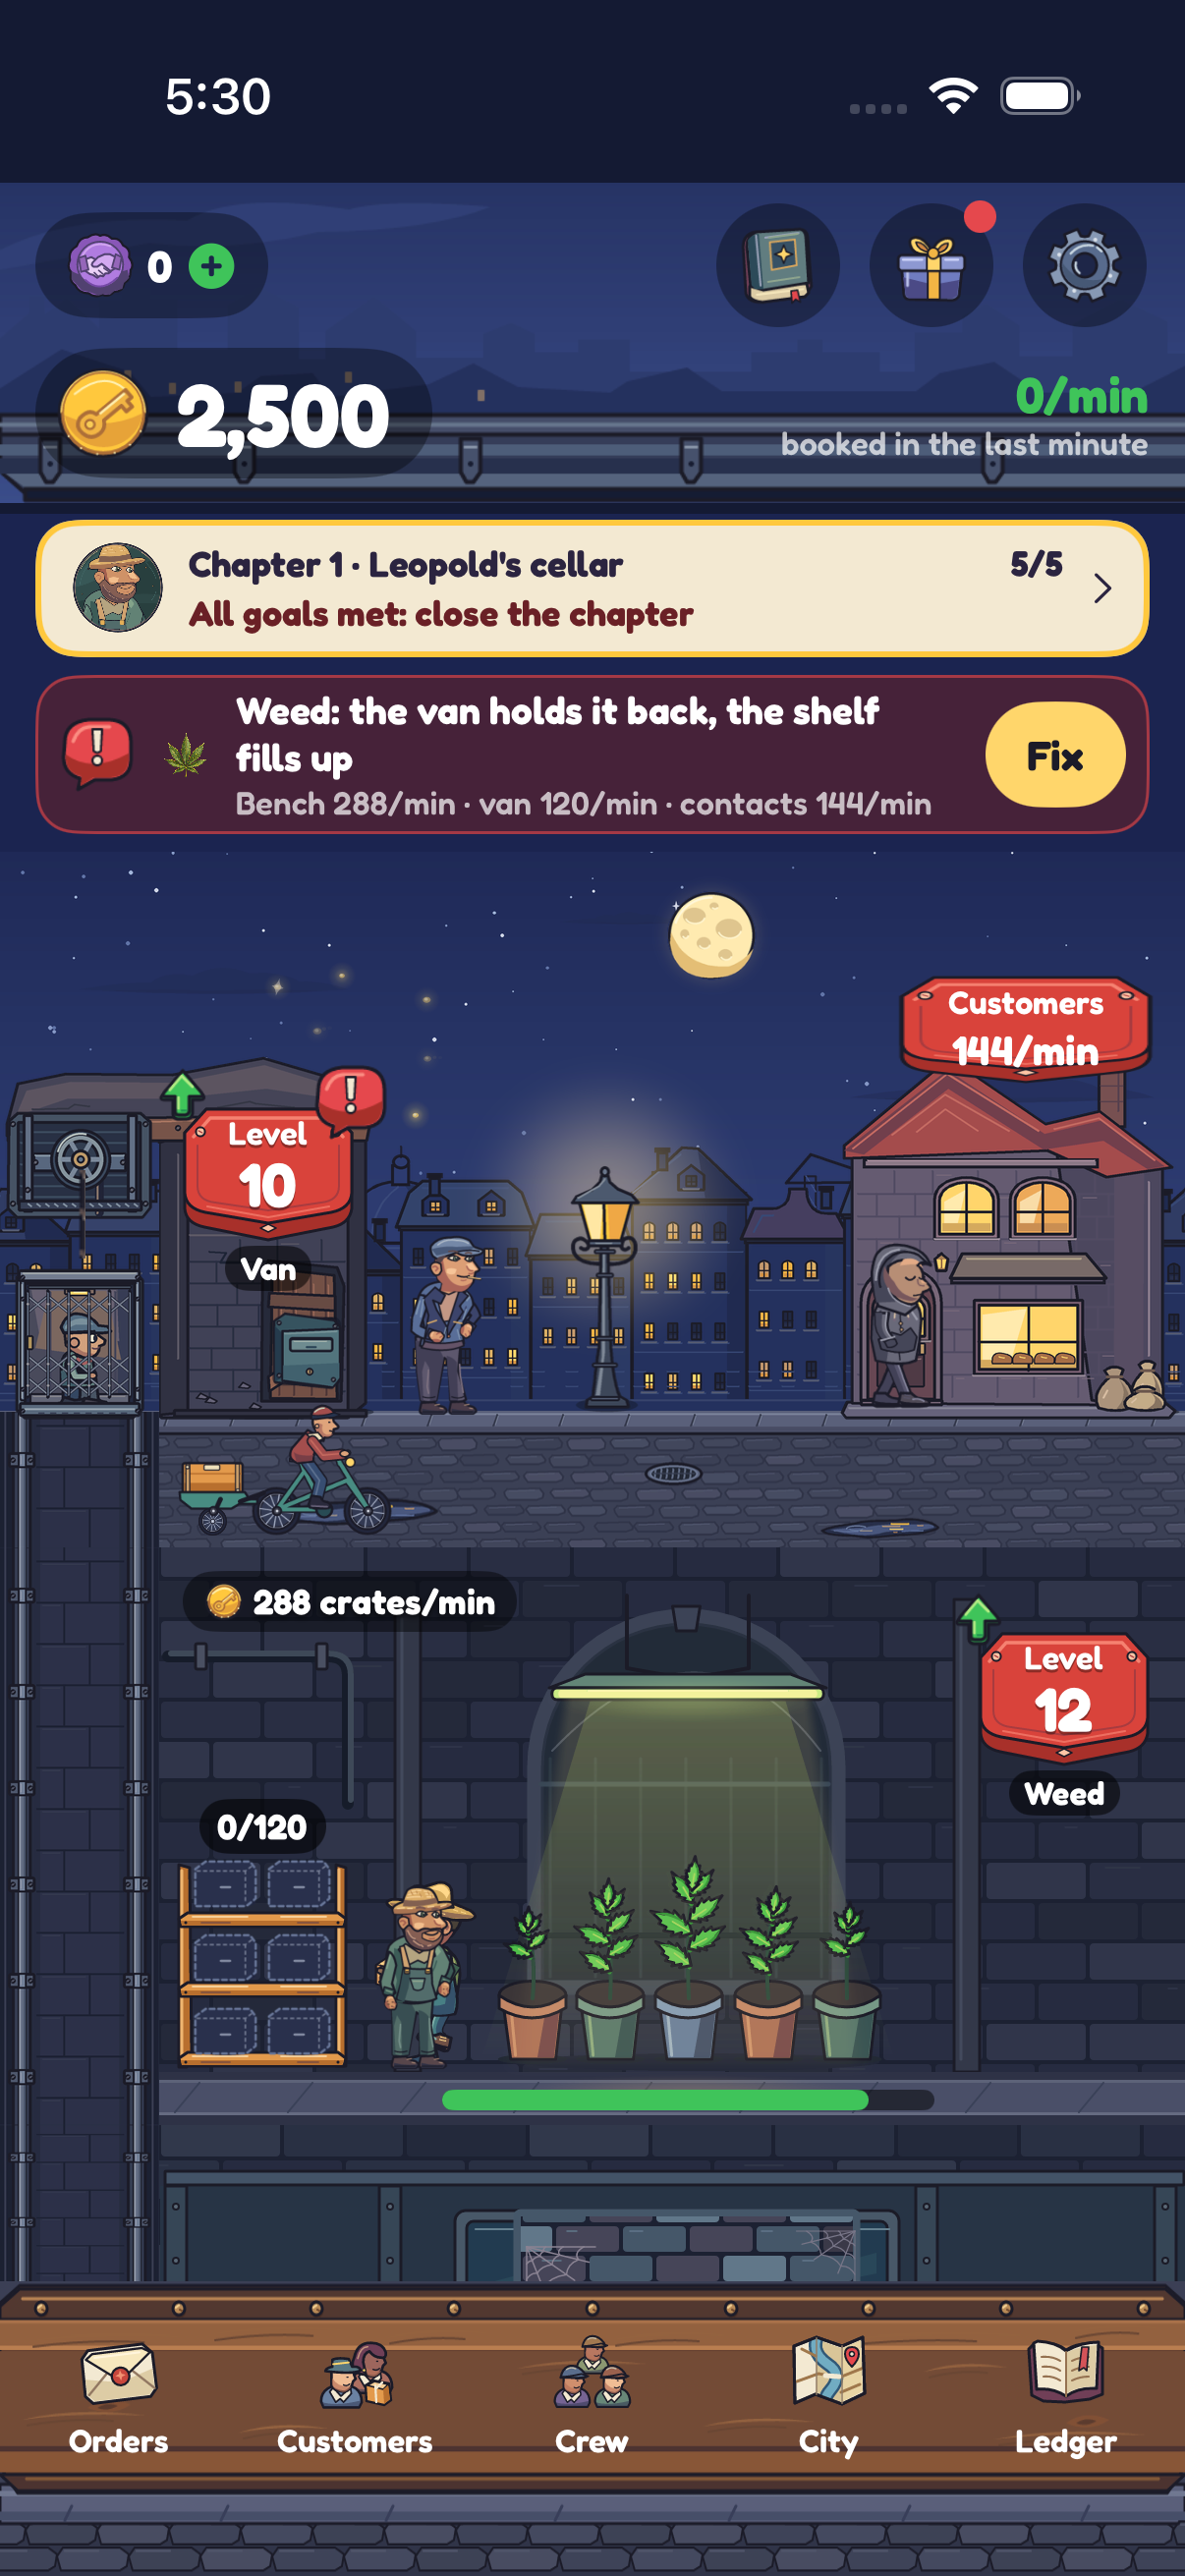 5:30
0
2,500
0/min
booked in the last minute
Chapter 1 · Leopold's cellar
5/5
All goals met: close the chapter
Weed: the van holds it back, the shelf
fills up
Bench 288/min · van 120/min · contacts 144/min
Fix
Customers
144/min
Level
10
Van
288 crates/min
Level
12
Weed
0/120
Orders
Customers
Crew
City
Ledger